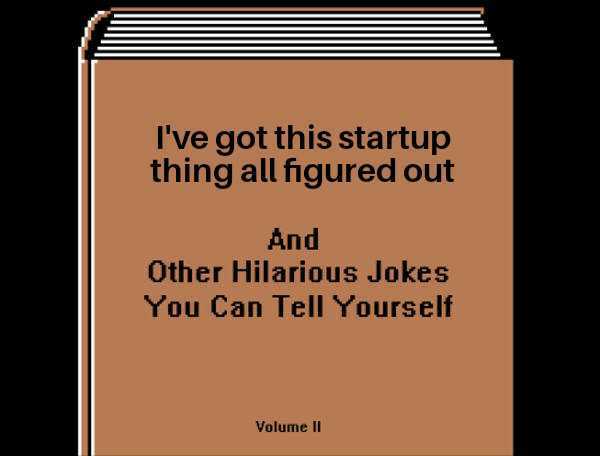 I've got this startup
thing all figured out
And
Other Hilarious Jokes
You Can Tell Yourself
Volume II